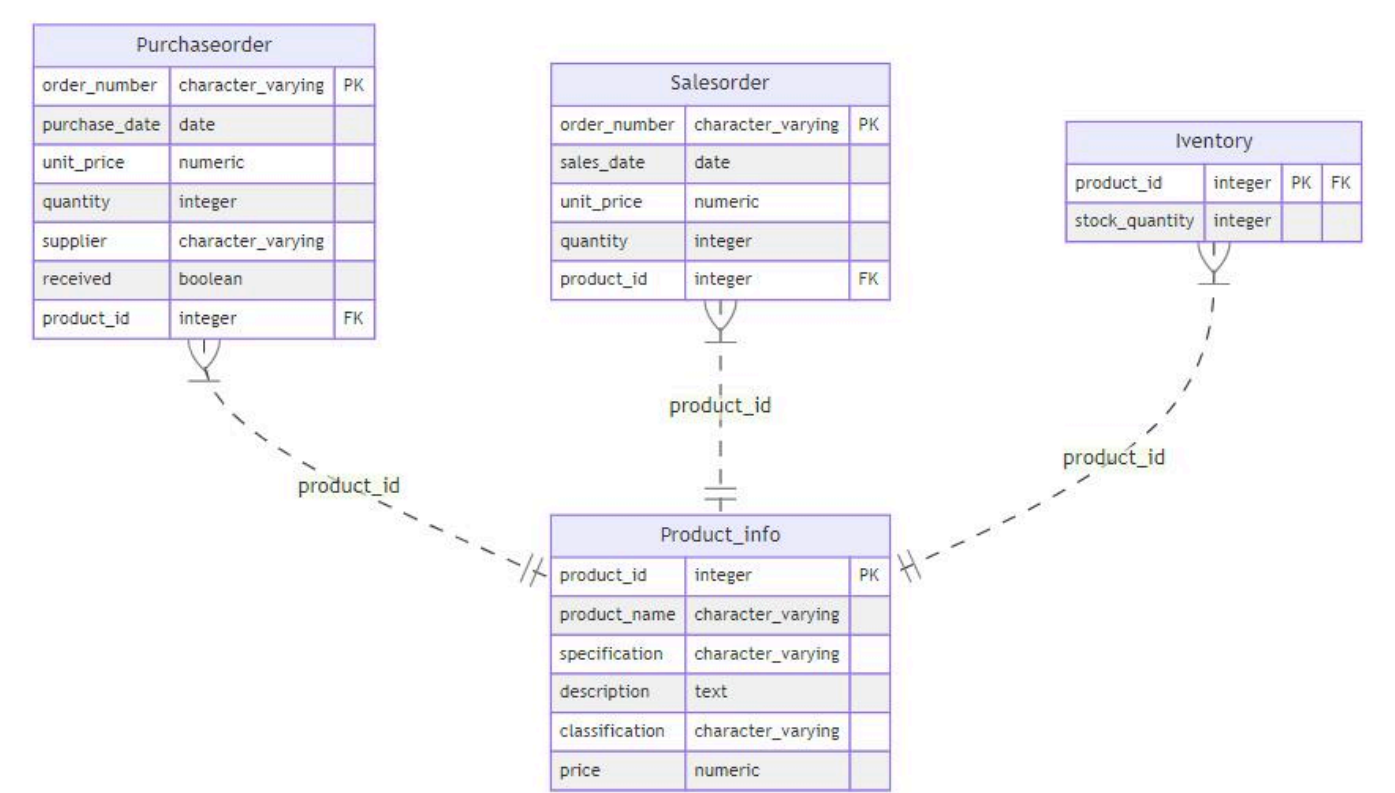 Purchaseorder
order_number character_varying PK
purchase_date date
unit_price numeric
quantity integer
supplier character_varying
received boolean
product_id integer FK
Salesorder
order_number character_varying PK
sales_date date
unit_price numeric
quantity integer
product_id integer FK
Iventory
product_id integer PK FK
stock_quantity integer
product_id
product_id
product_id
Product_info
product_id integer PK
product_name character_varying
specification character_varying
description text
classification character_varying
price numeric